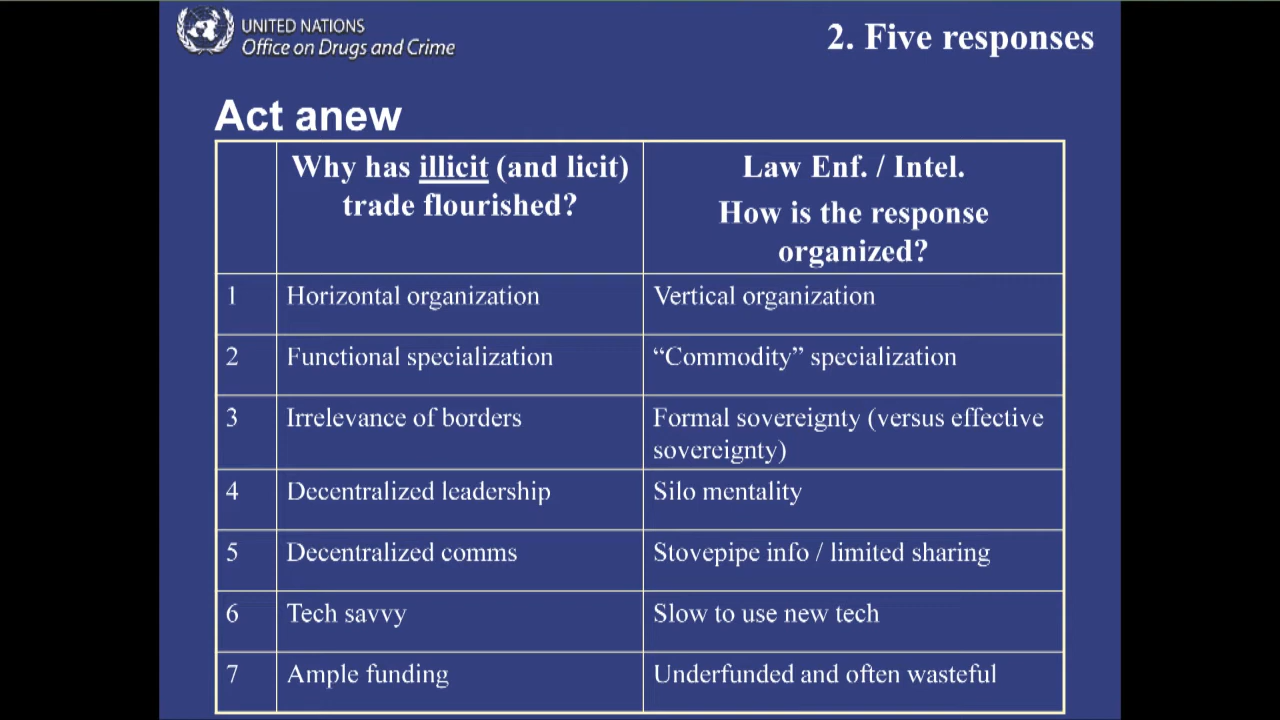 UNITED NATIONS
Office on Drugs and Crime
2. Five responses
Act anew
Why has illicit (and licit)
trade flourished?
Law Enf. / Intel.
How is the response
organized?
1 Horizontal organization Vertical organization
2 Functional specialization “Commodity” specialization
3 Irrelevance of borders Formal sovereignty (versus effective
sovereignty)
4 Decentralized leadership Silo mentality
5 Decentralized comms Stovepipe info / limited sharing
6 Tech savvy Slow to use new tech
7 Ample funding Underfunded and often wasteful